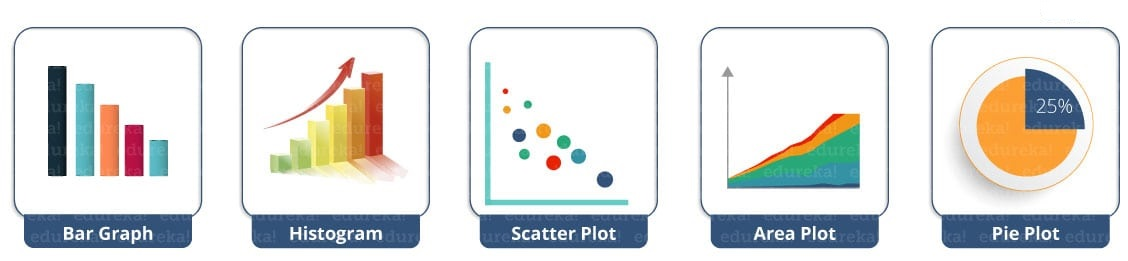 25%
Bar Graph
Histogram
Scatter Plot
Area Plot
Pie Plot
edureka!